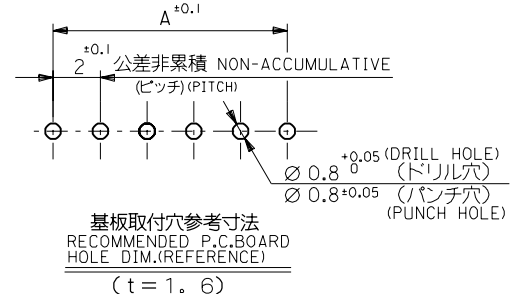 A ±0.1
2 ±0.1 公差非累積 NON-ACCUMULATIVE
(ピッチ)(PITCH)
∅ 0.8 +0.05 0 (DRILL HOLE)
(ドリル穴)
∅ 0.8±0.05 (パンチ穴)
(PUNCH HOLE)
基板取付穴参考寸法
RECOMMENDED P.C.BOARD
HOLE DIM.(REFERENCE)
(t=1。6)